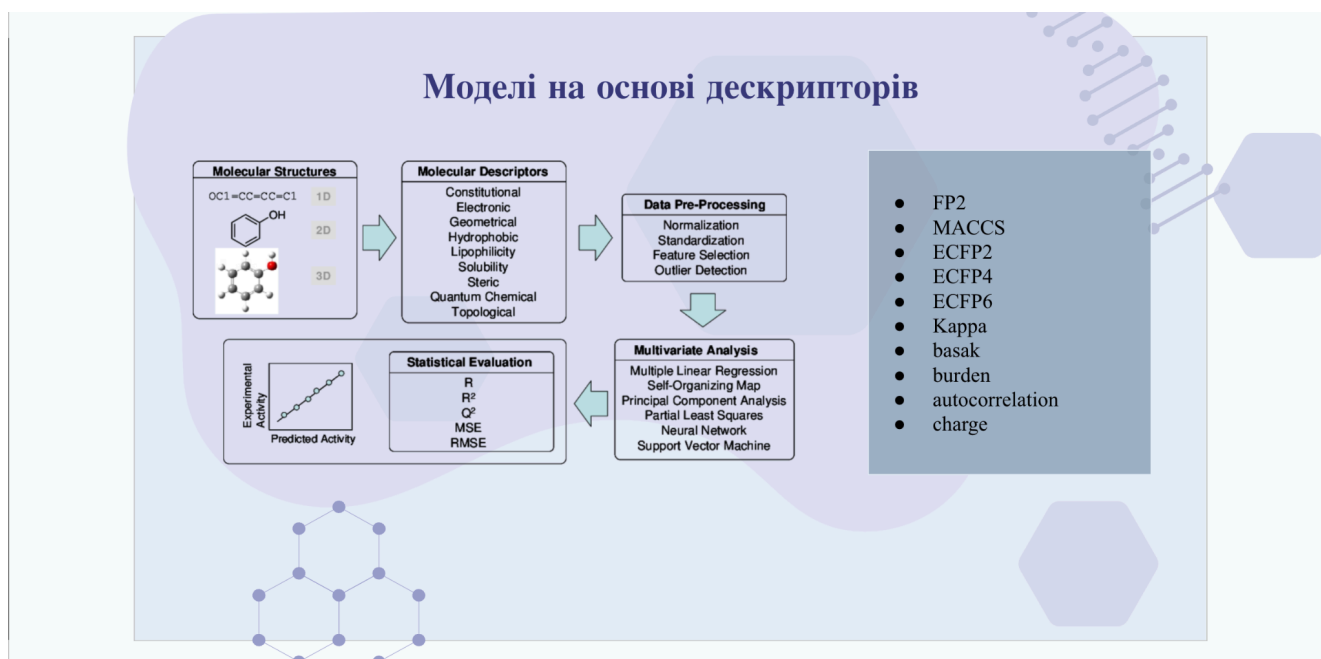 Моделі на основі дескрипторів
Molecular Structures
OC1=CC=CC=C1
1D
OH
2D
3D
Molecular Descriptors
Constitutional
Electronic
Geometrical
Hydrophobic
Lipophilicity
Solubility
Steric
Quantum Chemical
Topological
Data Pre-Processing
Normalization
Standardization
Feature Selection
Outlier Detection
Multivariate Analysis
Multiple Linear Regression
Self-Organizing Map
Principal Component Analysis
Partial Least Squares
Neural Network
Support Vector Machine
Statistical Evaluation
R
R²
Q²
MSE
RMSE
Experimental
Activity
Predicted Activity
● FP2
● MACCS
● ECFP2
● ECFP4
● ECFP6
● Kappa
● basak
● burden
● autocorrelation
● charge